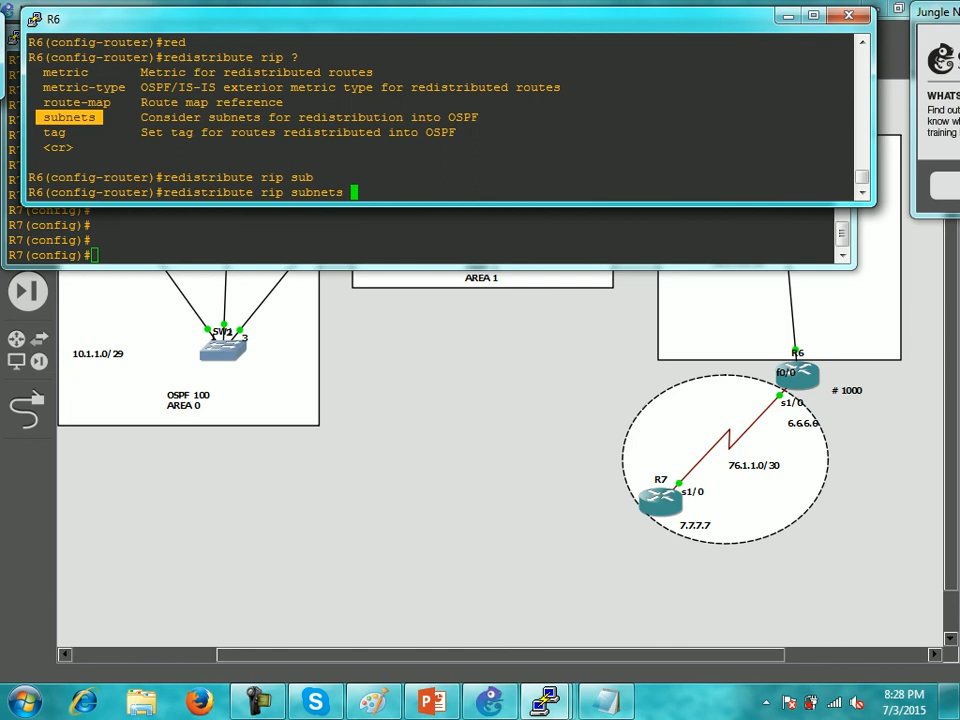 R6
Jungle N
R6(config-router)#red
R6(config-router)#redistribute rip ?
metric Metric for redistributed routes
metric-type OSPF/IS-IS exterior metric type for redistributed routes
route-map Route map reference
subnets Consider subnets for redistribution into OSPF
tag Set tag for routes redistributed into OSPF
<cr>
R6(config-router)#redistribute rip sub
R6(config-router)#redistribute rip subnets
R7(config)#
R7(config)#
R7(config)#
R7(config)#
WHATS
Find out
know wh
training
AREA 1
3
10.1.1.0/29
OSPF 100
AREA 0
R6
f0/0
# 1000
s1/0
6.6.6.6
76.1.1.0/30
R7
s1/0
7.7.7.7
8:28 PM
7/3/2015